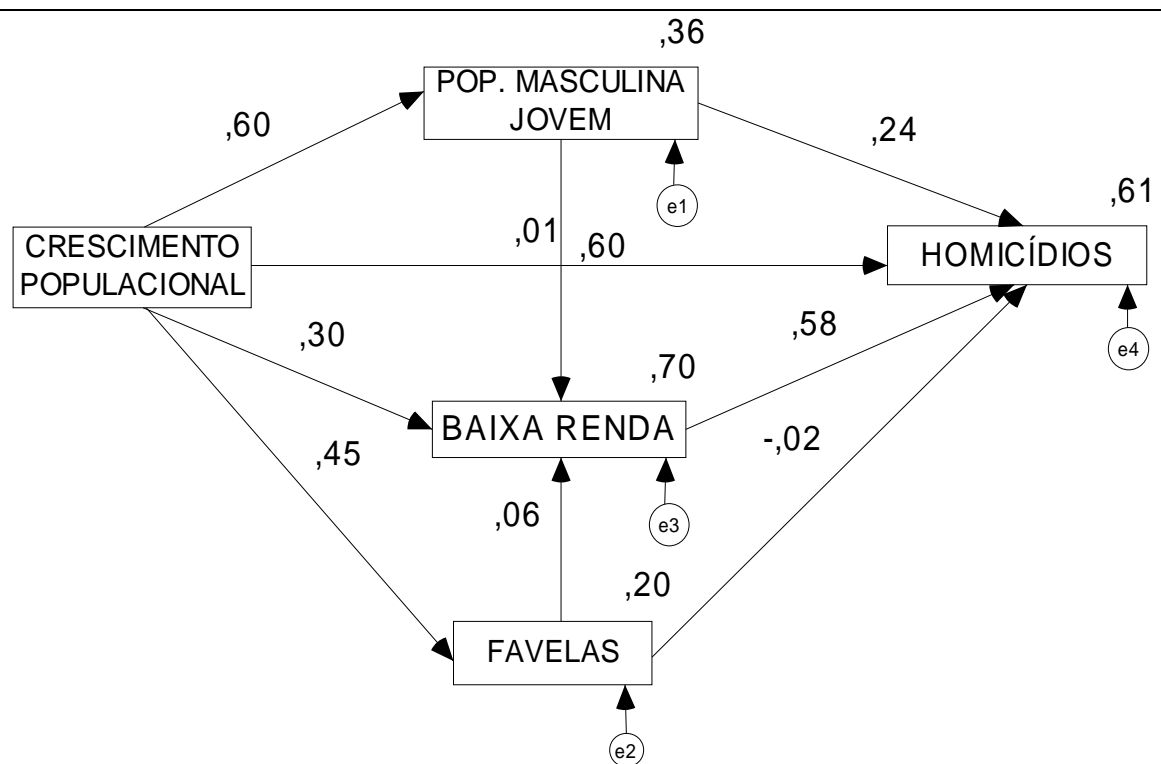 ,36
POP. MASCULINA
JOVEM
,60
,24
e1
,61
CRESCIMENTO
POPULACIONAL
,01
,60
HOMICÍDIOS
,30
,58
e4
,70
BAIXA RENDA
,45
-,02
,06
e3
,20
FAVELAS
e2